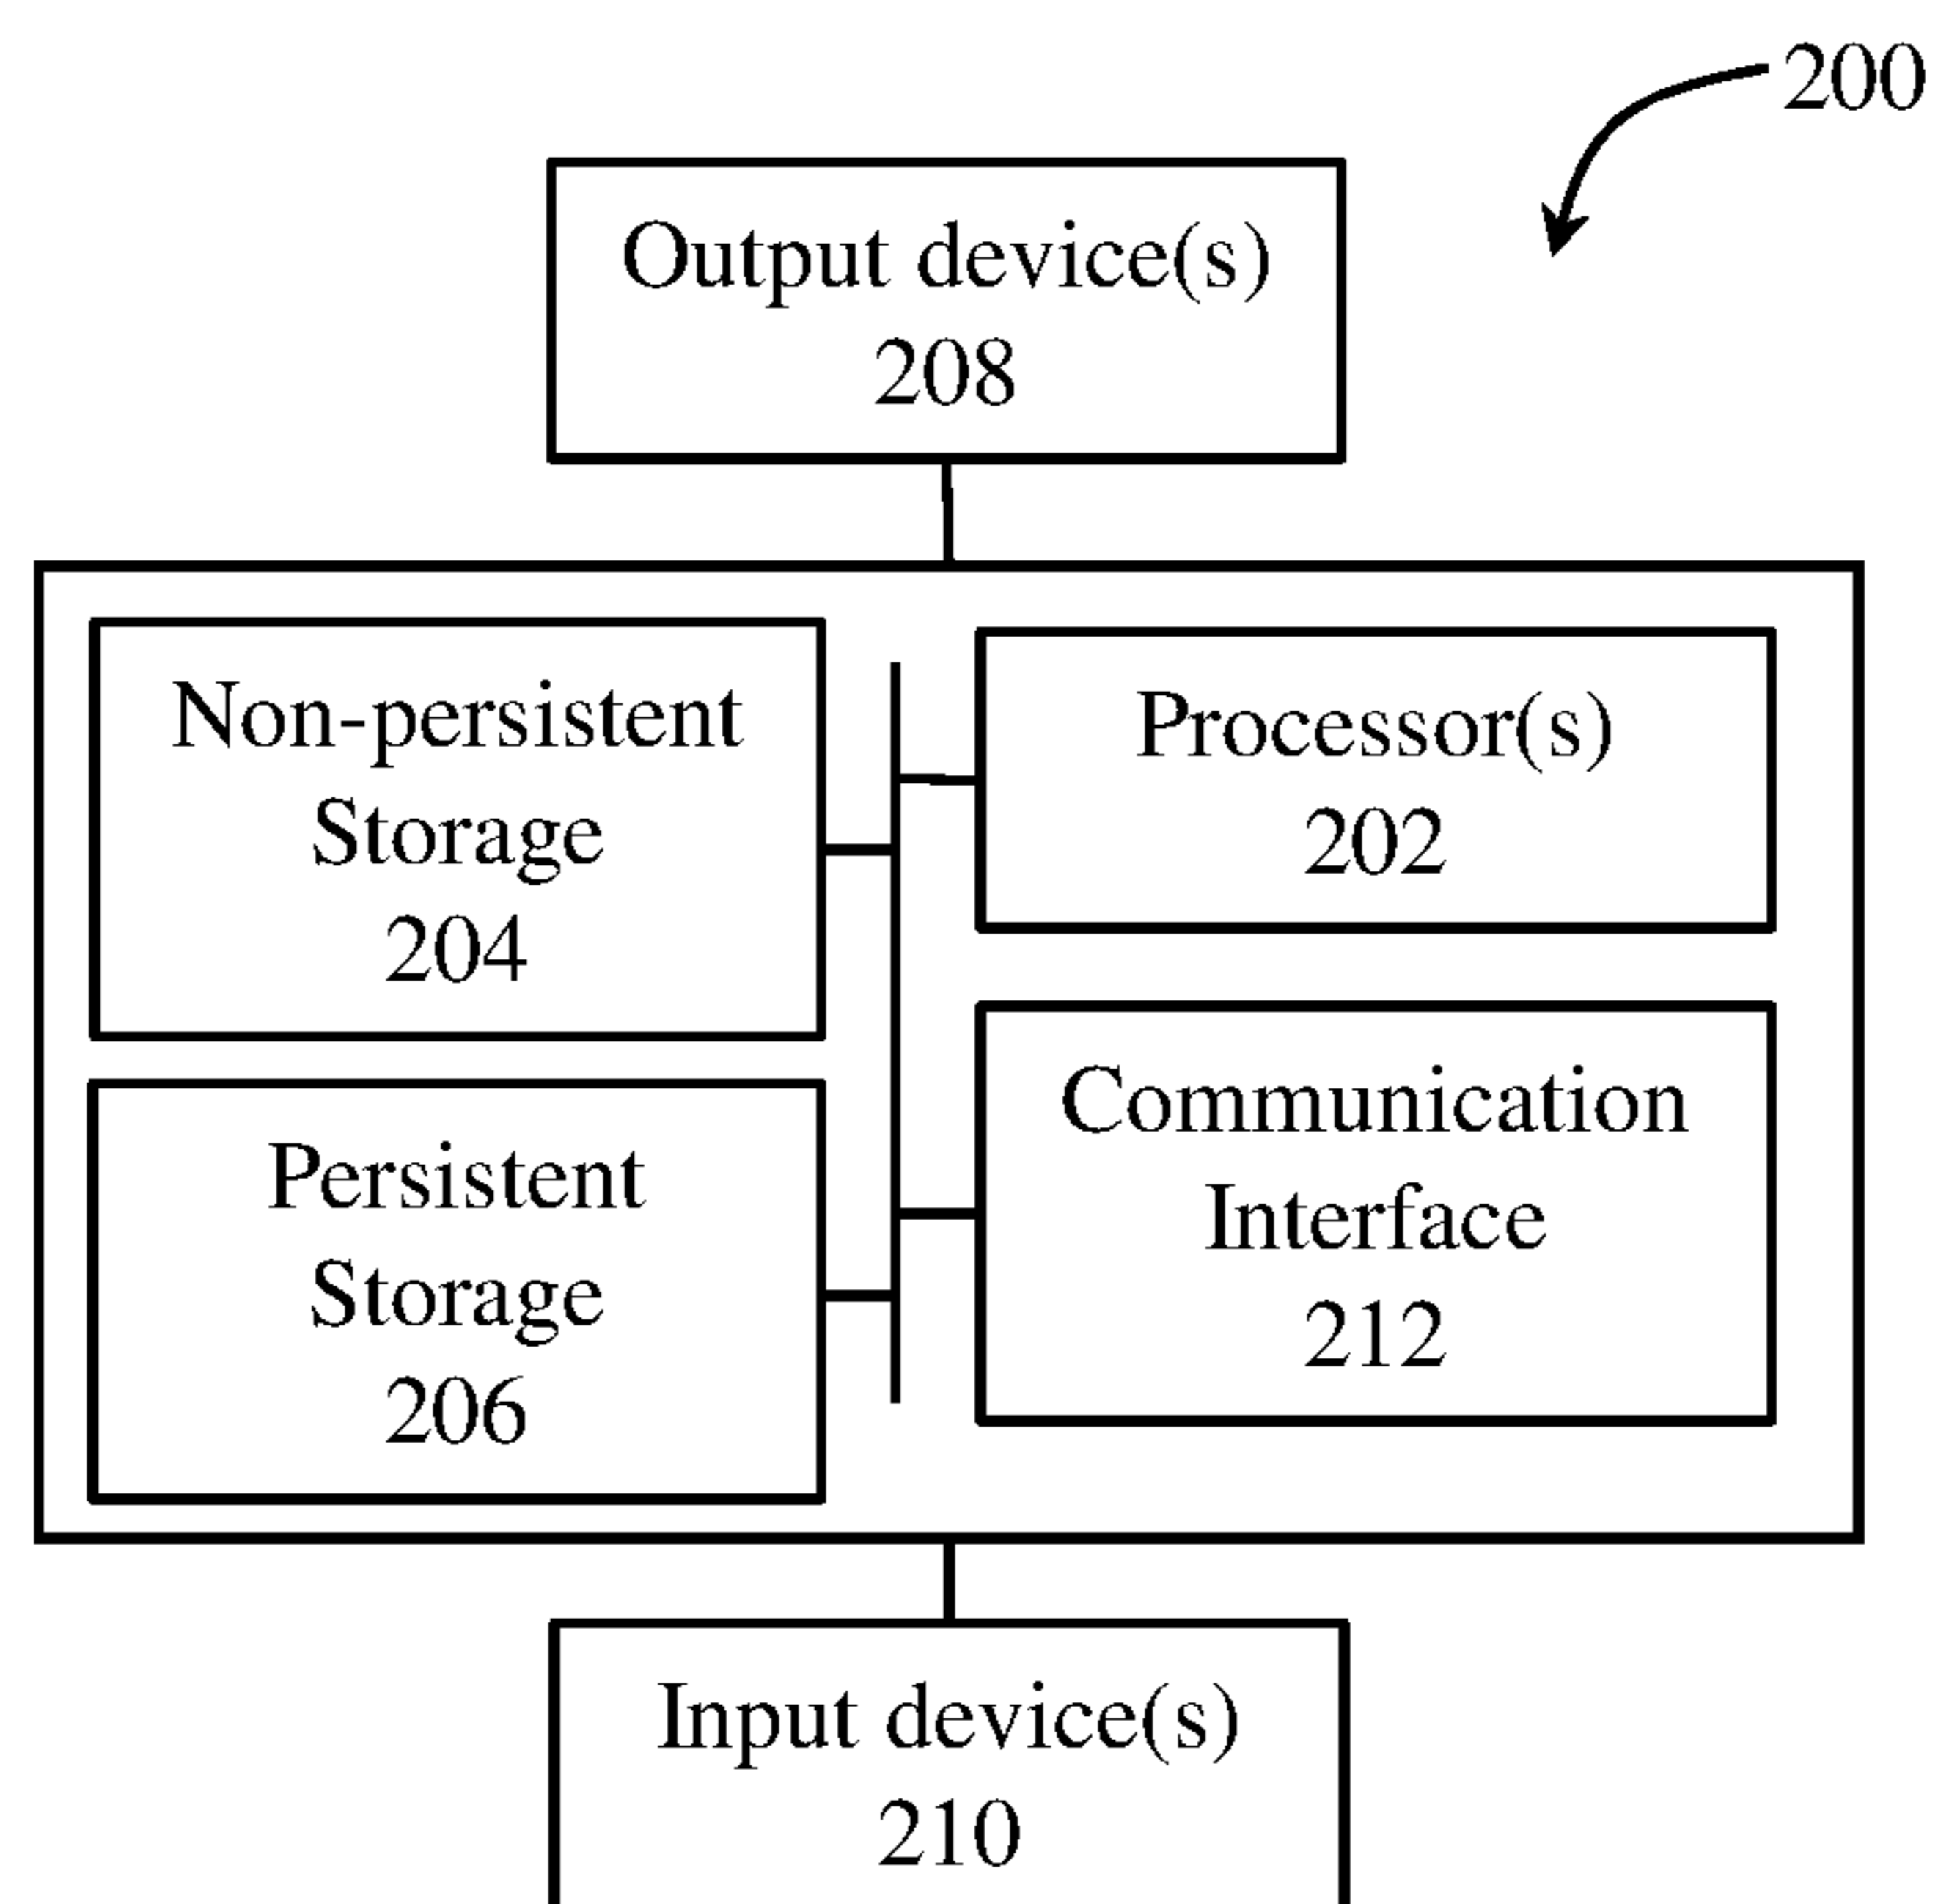 200
Output device(s)
208
Non-persistent
Storage
204
Processor(s)
202
Persistent
Storage
206
Communication
Interface
212
Input device(s)
210